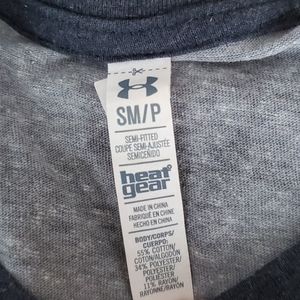 SM/P
SEMI-FITTED
COUPE SEMI-AJUSTÉE
SEMICEÑIDO
heat
gear
MADE IN CHINA
FABRIQUÉ EN CHINE
HECHO EN CHINA
BODY/CORPS/
CUERPO:
55% COTTON/
COTON/ALGODÓN
34% POLYESTER/
POLYESTER/
POLIÉSTER
11% RAYON/
RAYONNE/RAYÓN